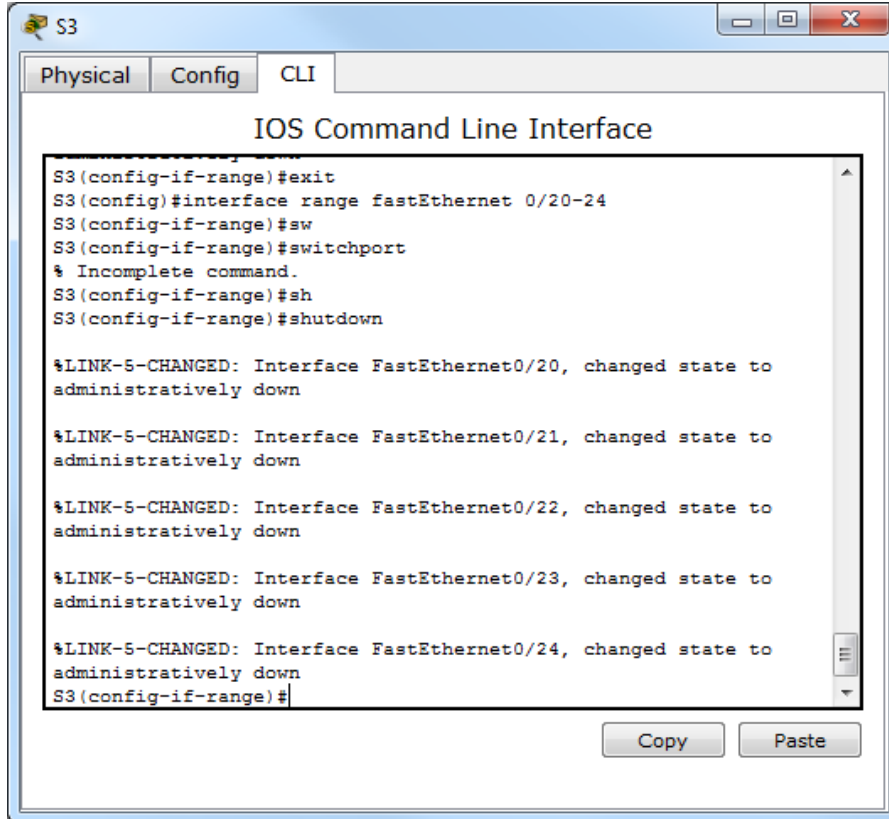 S3
Physical Config CLI
IOS Command Line Interface
administratively down
S3(config-if-range)#exit
S3(config)#interface range fastEthernet 0/20-24
S3(config-if-range)#sw
S3(config-if-range)#switchport
% Incomplete command.
S3(config-if-range)#sh
S3(config-if-range)#shutdown
%LINK-5-CHANGED: Interface FastEthernet0/20, changed state to
administratively down
%LINK-5-CHANGED: Interface FastEthernet0/21, changed state to
administratively down
%LINK-5-CHANGED: Interface FastEthernet0/22, changed state to
administratively down
%LINK-5-CHANGED: Interface FastEthernet0/23, changed state to
administratively down
%LINK-5-CHANGED: Interface FastEthernet0/24, changed state to
administratively down
S3(config-if-range)#
Copy Paste